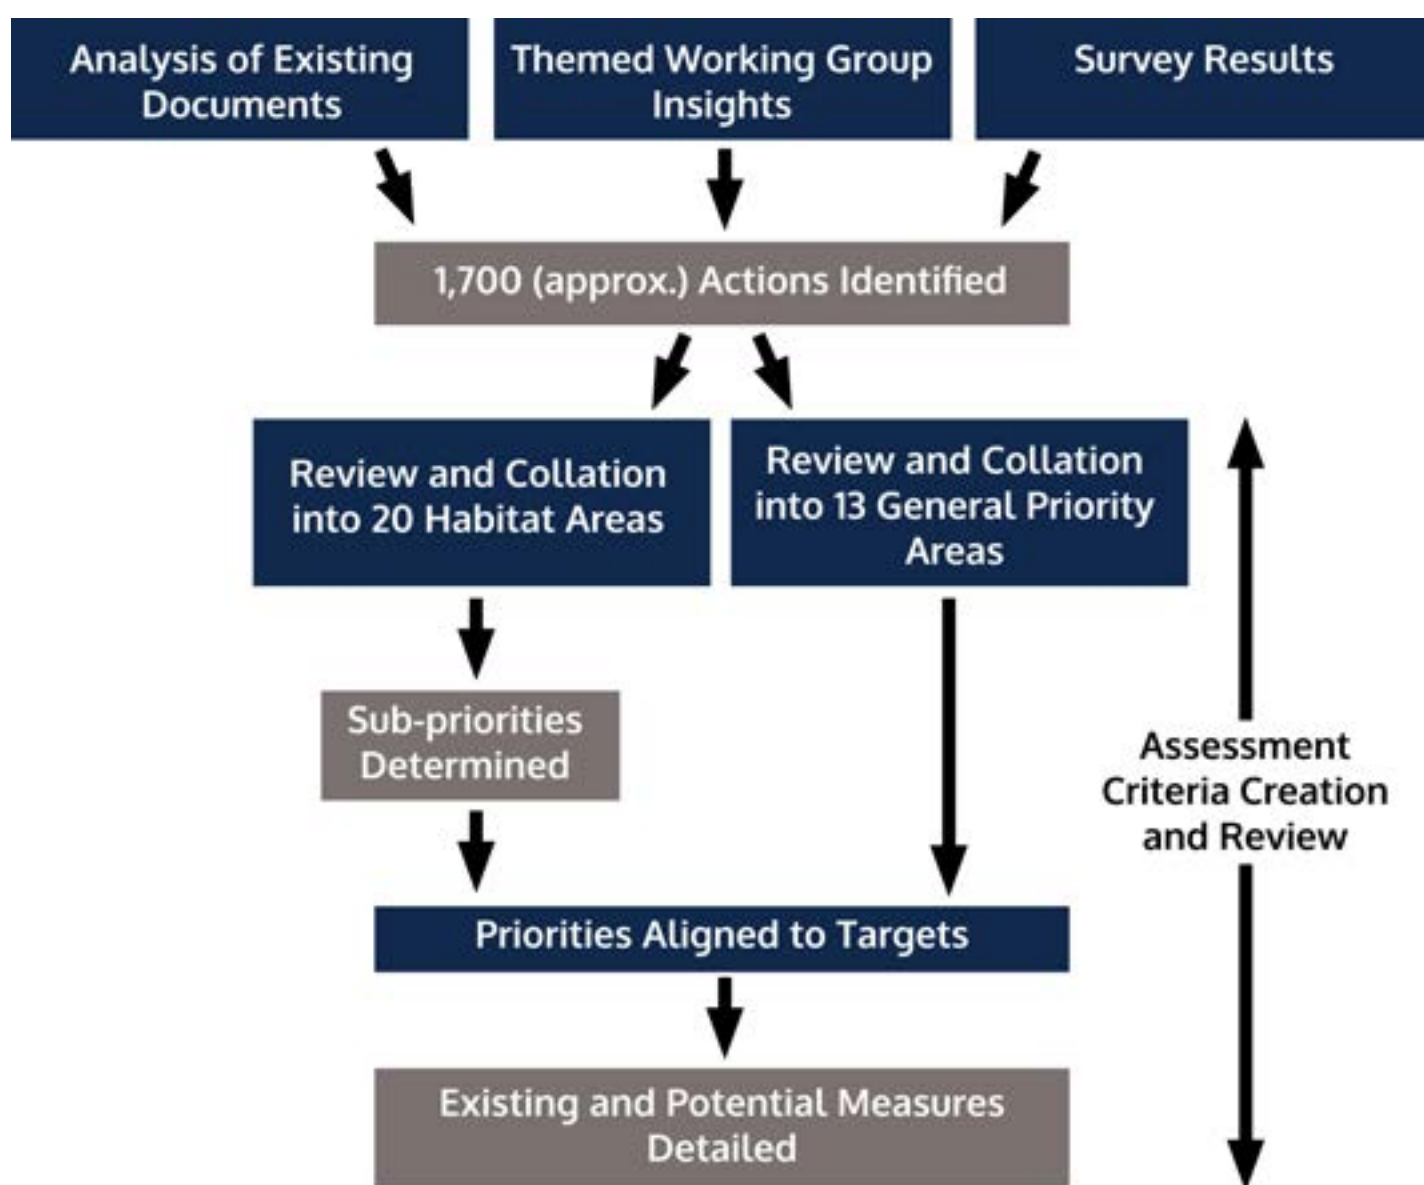 Analysis of Existing
Documents
Themed Working Group
Insights
Survey Results
1,700 (approx.) Actions Identified
Review and Collation
into 20 Habitat Areas
Review and Collation
into 13 General Priority
Areas
Sub-priorities
Determined
Assessment
Criteria Creation
and Review
Priorities Aligned to Targets
Existing and Potential Measures
Detailed